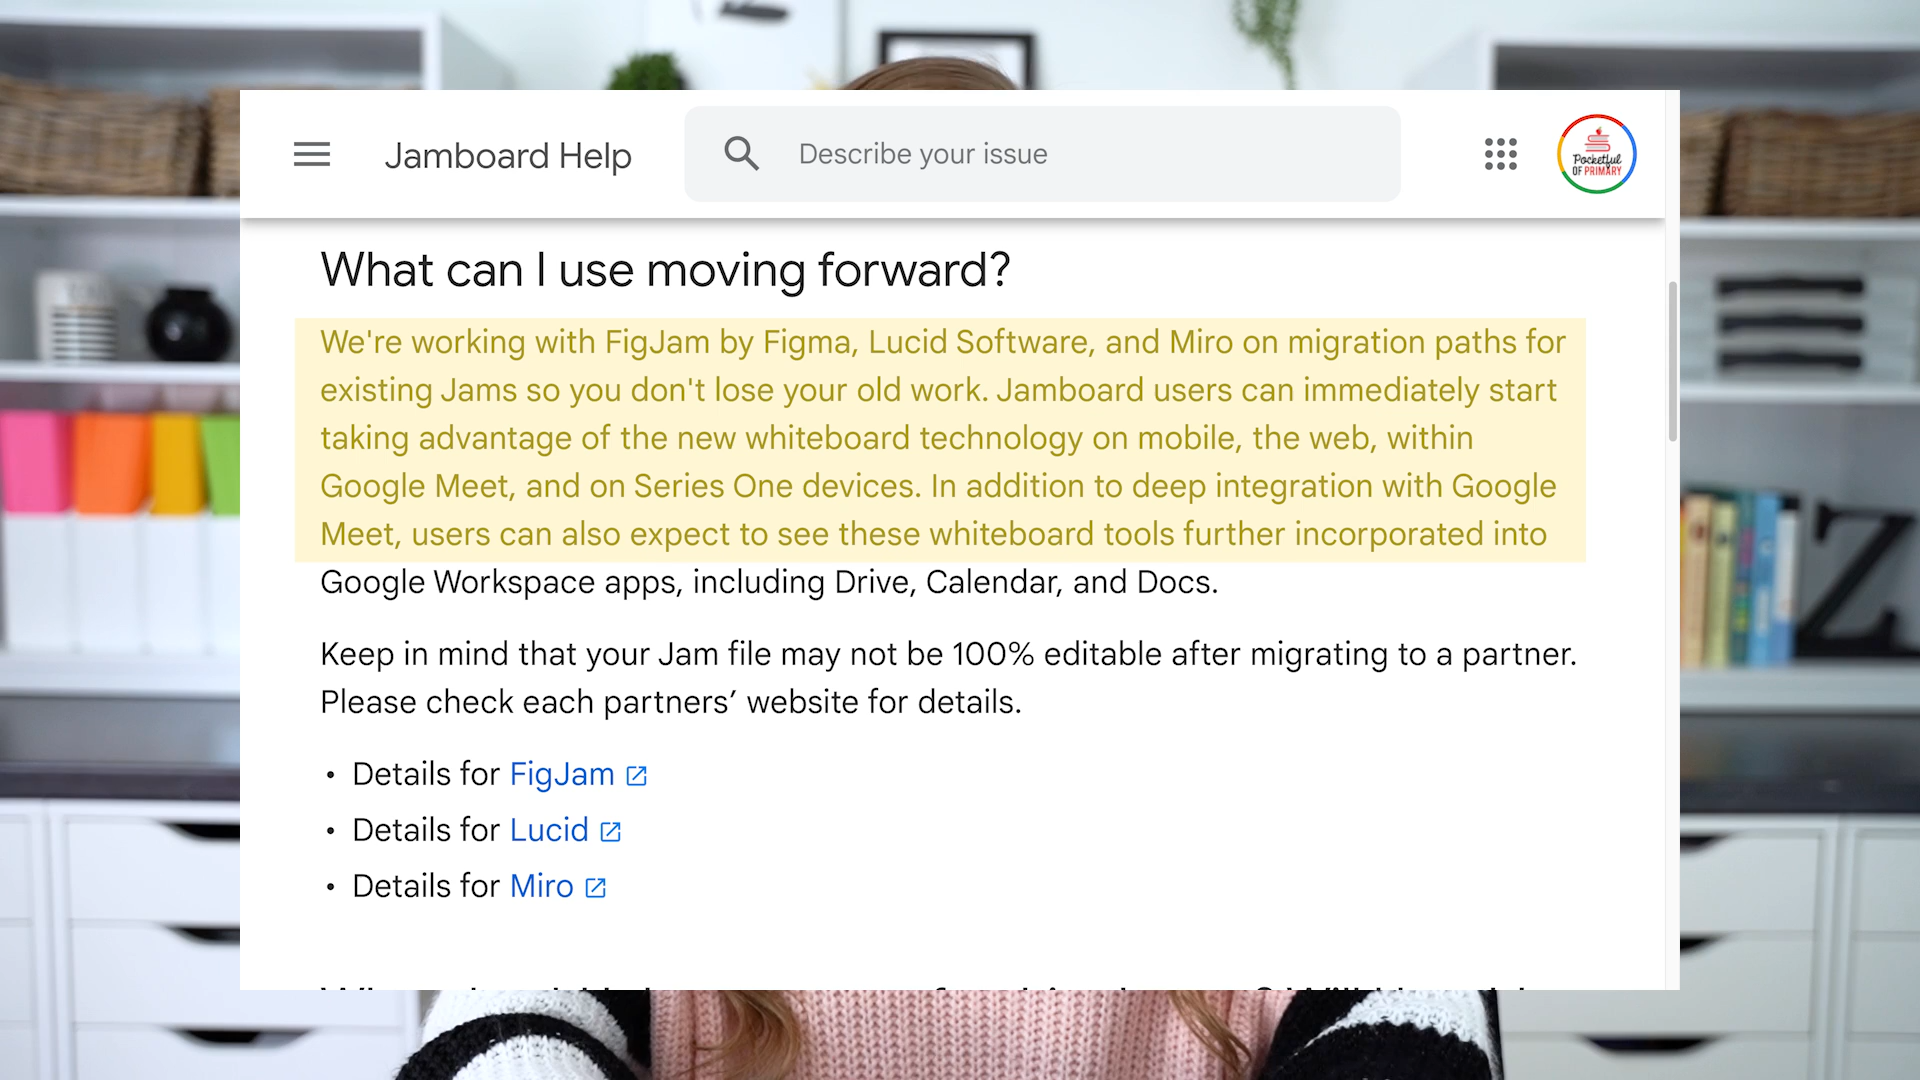 Jamboard Help
Describe your issue
Pocketful
OF PRIMARY
What can I use moving forward?
We're working with FigJam by Figma, Lucid Software, and Miro on migration paths for
existing Jams so you don't lose your old work. Jamboard users can immediately start
taking advantage of the new whiteboard technology on mobile, the web, within
Google Meet, and on Series One devices. In addition to deep integration with Google
Meet, users can also expect to see these whiteboard tools further incorporated into
Google Workspace apps, including Drive, Calendar, and Docs.
Keep in mind that your Jam file may not be 100% editable after migrating to a partner.
Please check each partners’ website for details.
• Details for FigJam
• Details for Lucid
• Details for Miro
Z